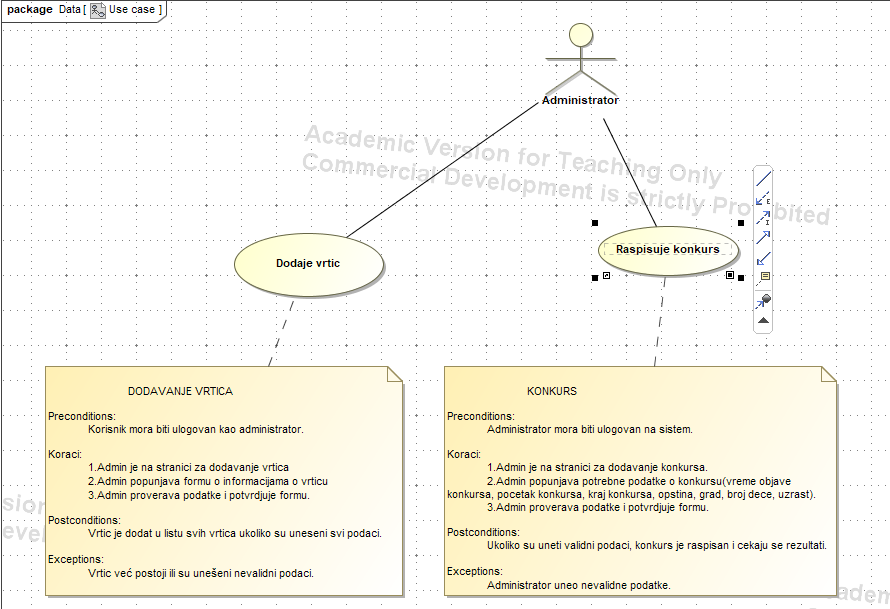 package Data [ Use case ]
Administrator
Academic Version for Teaching Only
Commercial Development is strictly Prohibited
Dodaje vrtic
Raspisuje konkurs
DODAVANJE VRTICA
Preconditions:
Korisnik mora biti ulogovan kao administrator.
Koraci:
1.Admin je na stranici za dodavanje vrtica
2.Admin popunjava formu o informacijama o vrticu
3.Admin proverava podatke i potvrdjuje formu.
Postconditions:
Vrtic je dodat u listu svih vrtica ukoliko su uneseni svi podaci.
Exceptions:
Vrtic već postoji ili su unešeni nevalidni podaci.
KONKURS
Preconditions:
Administrator mora biti ulogovan na sistem.
Koraci:
1.Admin je na stranici za dodavanje konkursa.
2.Admin popunjava potrebne podatke o konkursu(vreme objave
konkursa, pocetak konkursa, kraj konkursa, opstina, grad, broj dece, uzrast).
3.Admin proverava podatke i potvrdjuje formu.
Postconditions:
Ukoliko su uneti validni podaci, konkurs je raspisan i cekaju se rezultati.
Exceptions:
Administrator uneo nevalidne podatke.